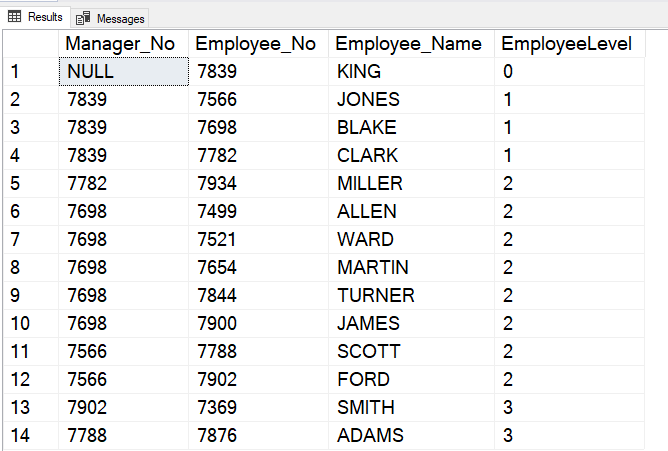 Results Messages
Manager_No Employee_No Employee_Name EmployeeLevel
1 NULL 7839 KING 0
2 7839 7566 JONES 1
3 7839 7698 BLAKE 1
4 7839 7782 CLARK 1
5 7782 7934 MILLER 2
6 7698 7499 ALLEN 2
7 7698 7521 WARD 2
8 7698 7654 MARTIN 2
9 7698 7844 TURNER 2
10 7698 7900 JAMES 2
11 7566 7788 SCOTT 2
12 7566 7902 FORD 2
13 7902 7369 SMITH 3
14 7788 7876 ADAMS 3